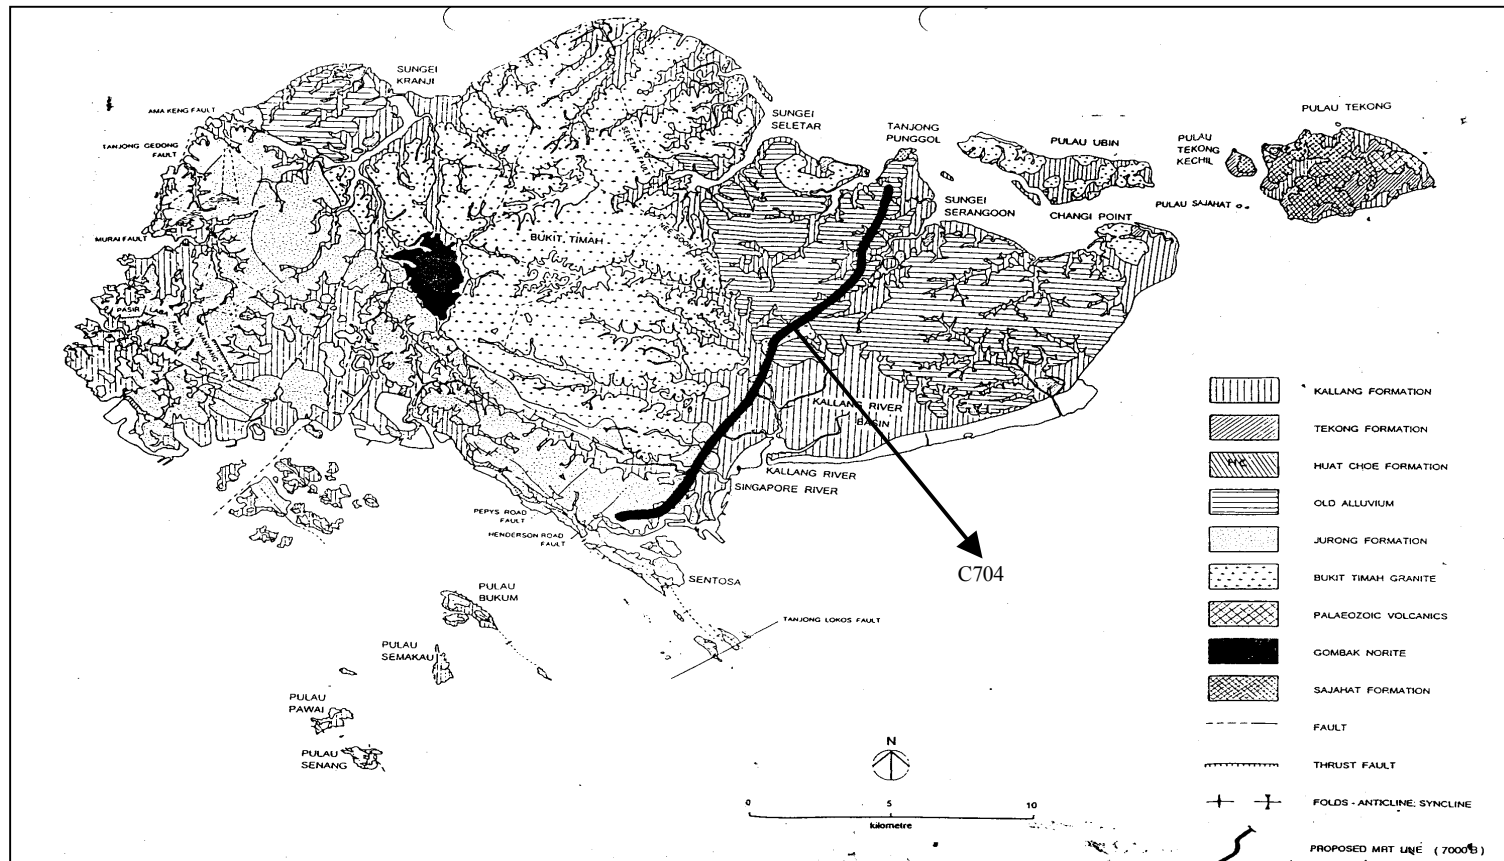 SUNGEI
KRANJI
AMA KENG FAULT
TANJONG GEDONG
FAULT
MURAI FAULT
PASIR
BUKIT TIMAH
SUNGEI
SELETAR
TANJONG
PUNGGOL
PULAU UBIN
PULAU
TEKONG
KECHIL
PULAU TEKONG
SUNGEI
SERANGOON
CHANGI POINT
PULAU SAJAHAT
KALLANG RIVER
BASIN
KALLANG RIVER
SINGAPORE RIVER
PEPYS ROAD
FAULT
HENDERSON ROAD
FAULT
SENTOSA
C704
PULAU
BUKUM
TANJONG LOKOS FAULT
PULAU
SEMAKAU
PULAU
PAWAI
PULAU
SENANG
N
0 5 10
kilometre
KALLANG FORMATION
TEKONG FORMATION
HC HUAT CHOE FORMATION
OLD ALLUVIUM
JURONG FORMATION
BUKIT TIMAH GRANITE
PALAEOZOIC VOLCANICS
GOMBAK NORITE
SAJAHAT FORMATION
FAULT
THRUST FAULT
FOLDS - ANTICLINE; SYNCLINE
PROPOSED MRT LINE